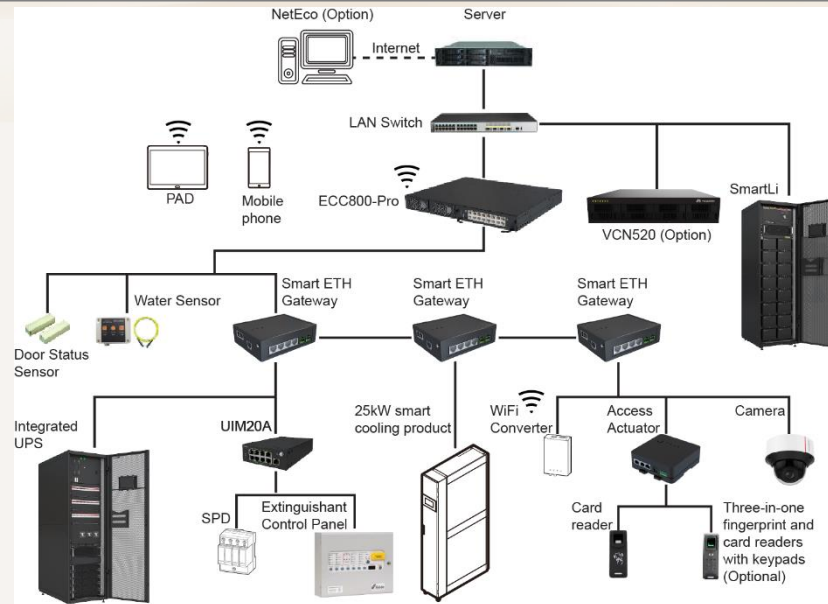 NetEco (Option)
Server
Internet
LAN Switch
PAD
Mobile
phone
ECC800-Pro
VCN520 (Option)
SmartLi
Door Status
Sensor
Water Sensor
Smart ETH
Gateway
Smart ETH
Gateway
Smart ETH
Gateway
Integrated
UPS
UIM20A
25kW smart
cooling product
WiFi
Converter
Access
Actuator
Camera
SPD
Extinguishant
Control Panel
Card
reader
Three-in-one
fingerprint and
card readers
with keypads
(Optional)